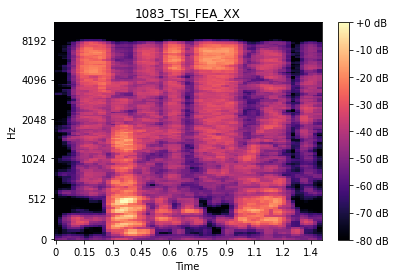 1083_TSI_FEA_XX
8192
4096
2048
1024
512
0
Hz
0 0.15 0.3 0.45 0.6 0.75 0.9 1.1 1.2 1.4
Time
+0 dB
-10 dB
-20 dB
-30 dB
-40 dB
-50 dB
-60 dB
-70 dB
-80 dB